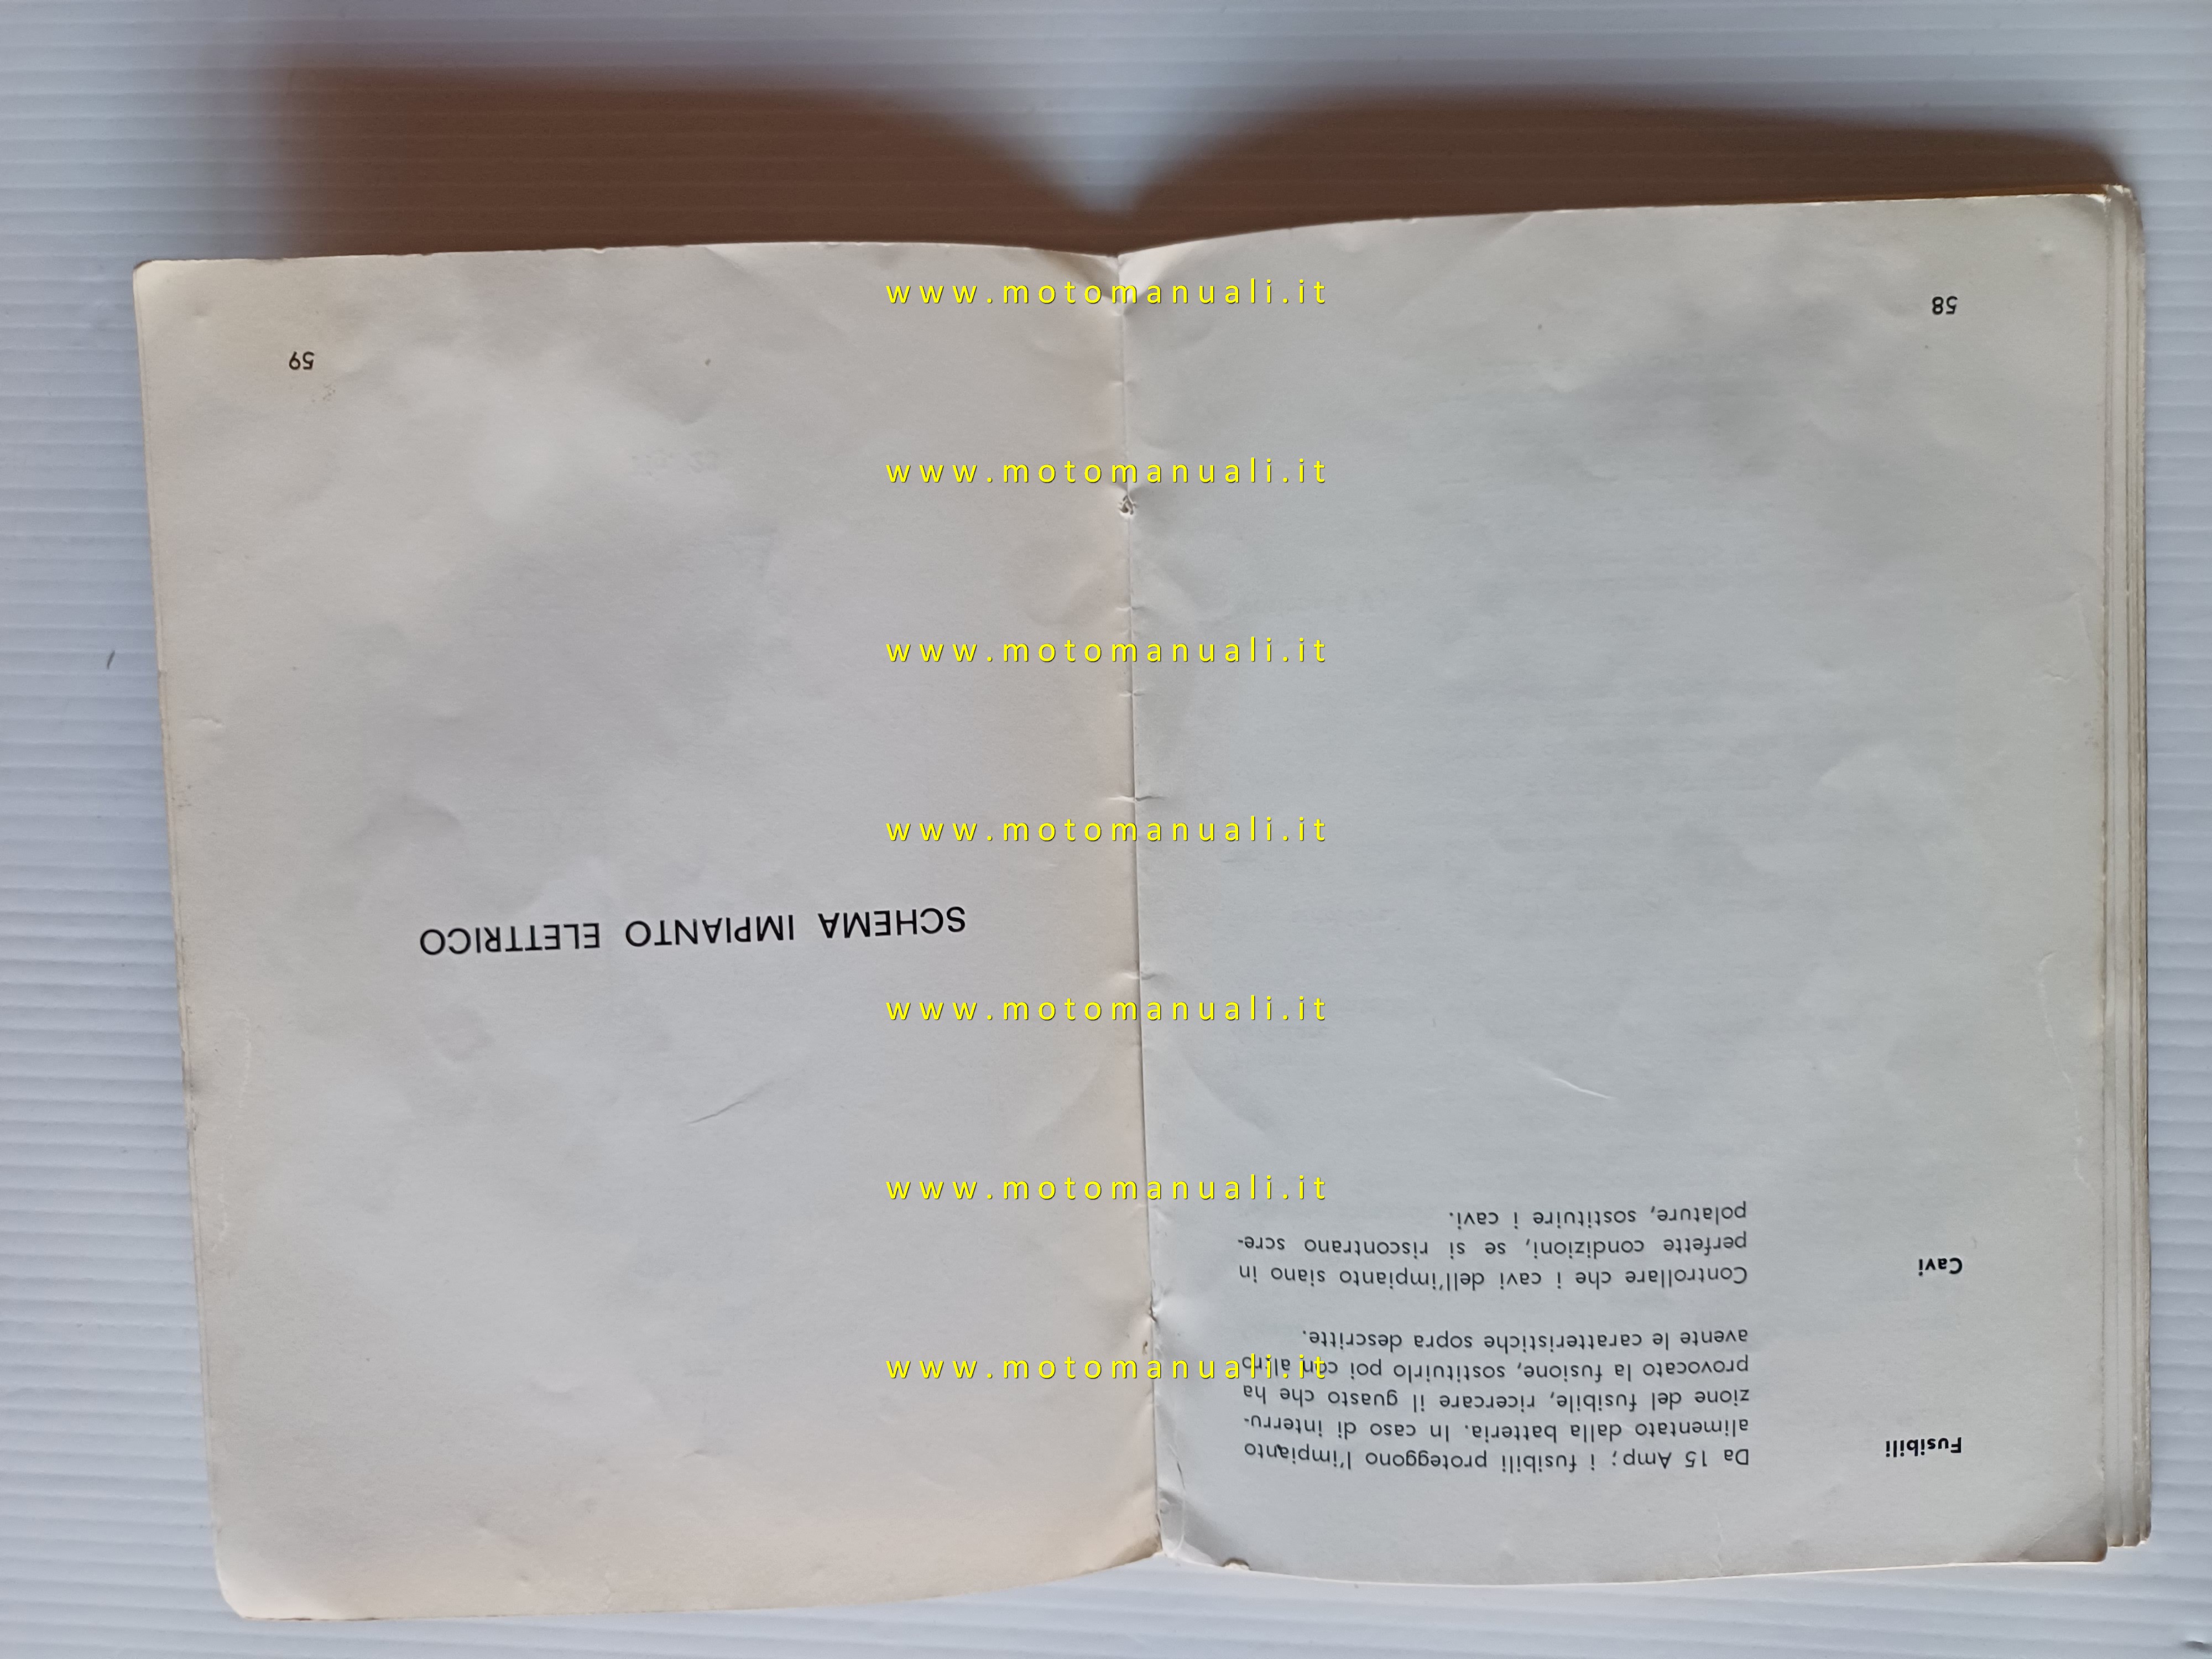 Fusibili
Da 15 Amp; i fusibili proteggono l'impianto
alimentato dalla batteria. In caso di interru-
zione del fusibile, ricercare il guasto che ha
provocato la fusione, sostituirlo poi con altro
avente le caratteristiche sopra descritte.
Cavi
Controllare che i cavi dell'impianto siano in
perfette condizioni, se si riscontrano scre-
polature, sostituire i cavi.
58
SCHEMA IMPIANTO ELETTRICO
59
www.motomanuali.it
www.motomanuali.it
www.motomanuali.it
www.motomanuali.it
www.motomanuali.it
www.motomanuali.it
www.motomanuali.it